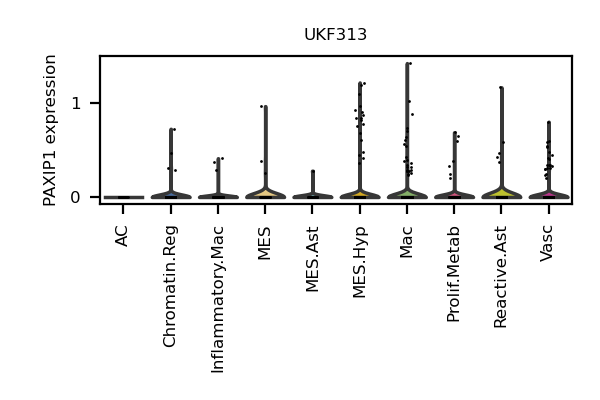 UKF313
PAXIP1 expression
1
0
AC
Chromatin.Reg
Inflammatory.Mac
MES
MES.Ast
MES.Hyp
Mac
Prolif.Metab
Reactive.Ast
Vasc